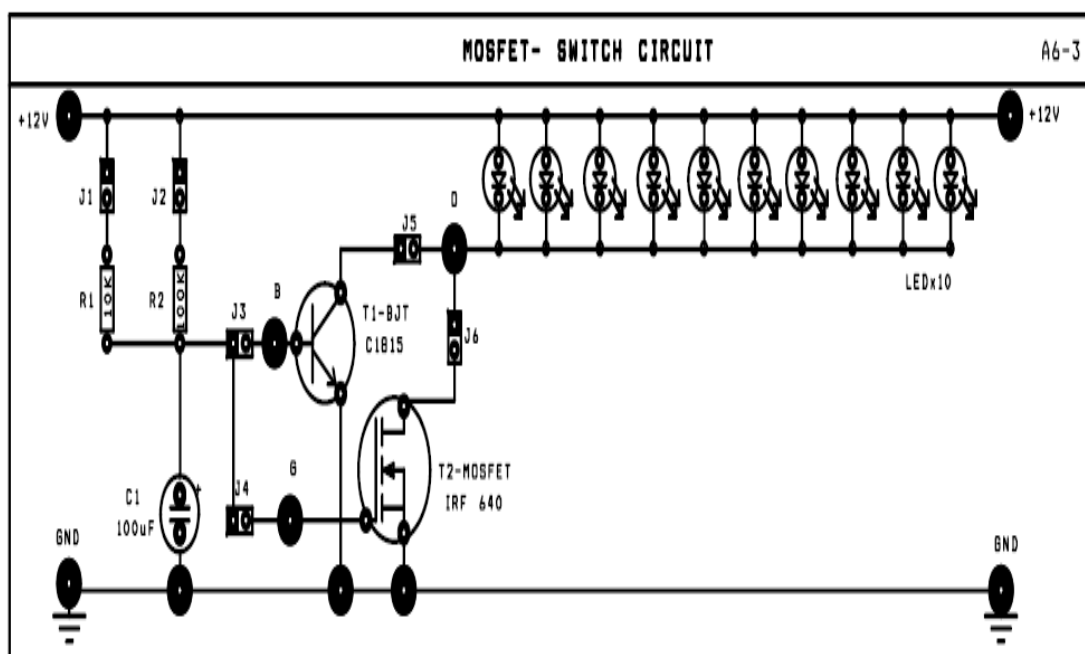 MOSFET- SWITCH CIRCUIT
A6-3
+12V
+12V
J1
J2
D
J5
R1
10K
R2
100K
J3
B
T1-BJT
C1815
J6
LEDx10
C1
100uF
+
J4
G
T2-MOSFET
IRF 640
GND
GND